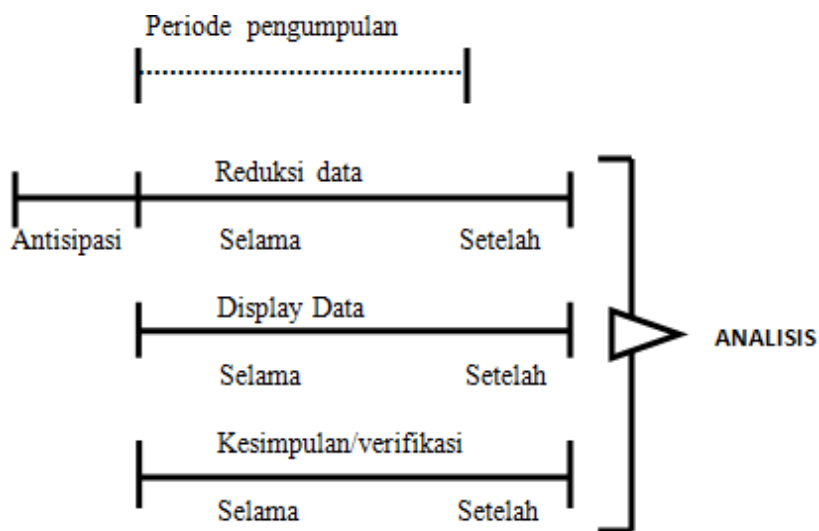 Periode pengumpulan
Reduksi data
Antisipasi Selama Setelah
Display Data
ANALISIS
Selama Setelah
Kesimpulan/verifikasi
Selama Setelah